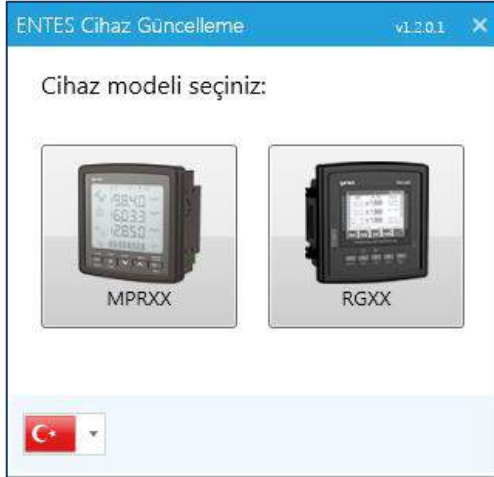 ENTES Cihaz Güncelleme v1.2.0.1
Cihaz modeli seçiniz:
MPRXX
RGXX